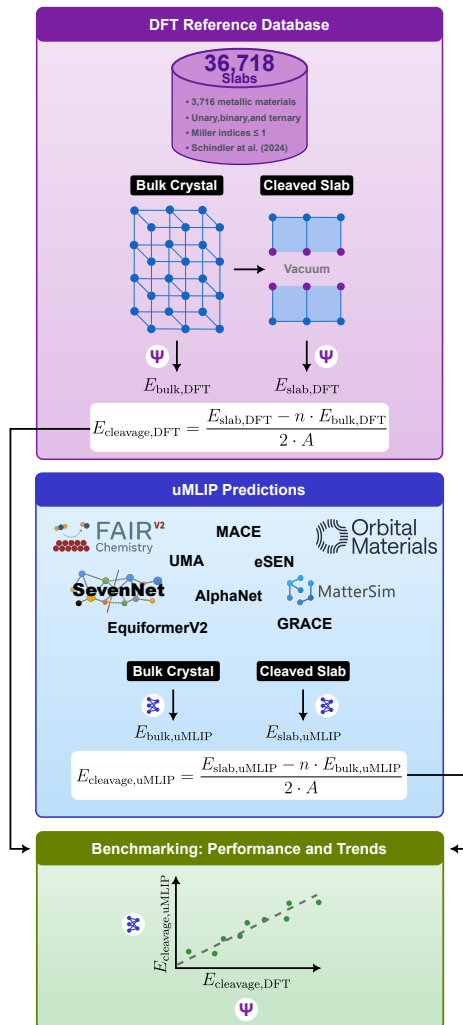 DFT Reference Database
36,718
Slabs
• 3,716 metallic materials
• Unary,binary,and ternary
• Miller indices ≤ 1
• Schindler at al. (2024)
Bulk Crystal
Cleaved Slab
Vacuum
Ψ
Ψ
E_bulk,DFT
E_slab,DFT
E_cleavage,DFT = (E_slab,DFT − n · E_bulk,DFT) / (2 · A)
uMLIP Predictions
FAIR V2
Chemistry
MACE
Orbital
Materials
UMA
eSEN
SevenNet
AlphaNet
MatterSim
EquiformerV2
GRACE
Bulk Crystal
Cleaved Slab
E_bulk,uMLIP
E_slab,uMLIP
E_cleavage,uMLIP = (E_slab,uMLIP − n · E_bulk,uMLIP) / (2 · A)
Benchmarking: Performance and Trends
E_cleavage,uMLIP
E_cleavage,DFT
Ψ